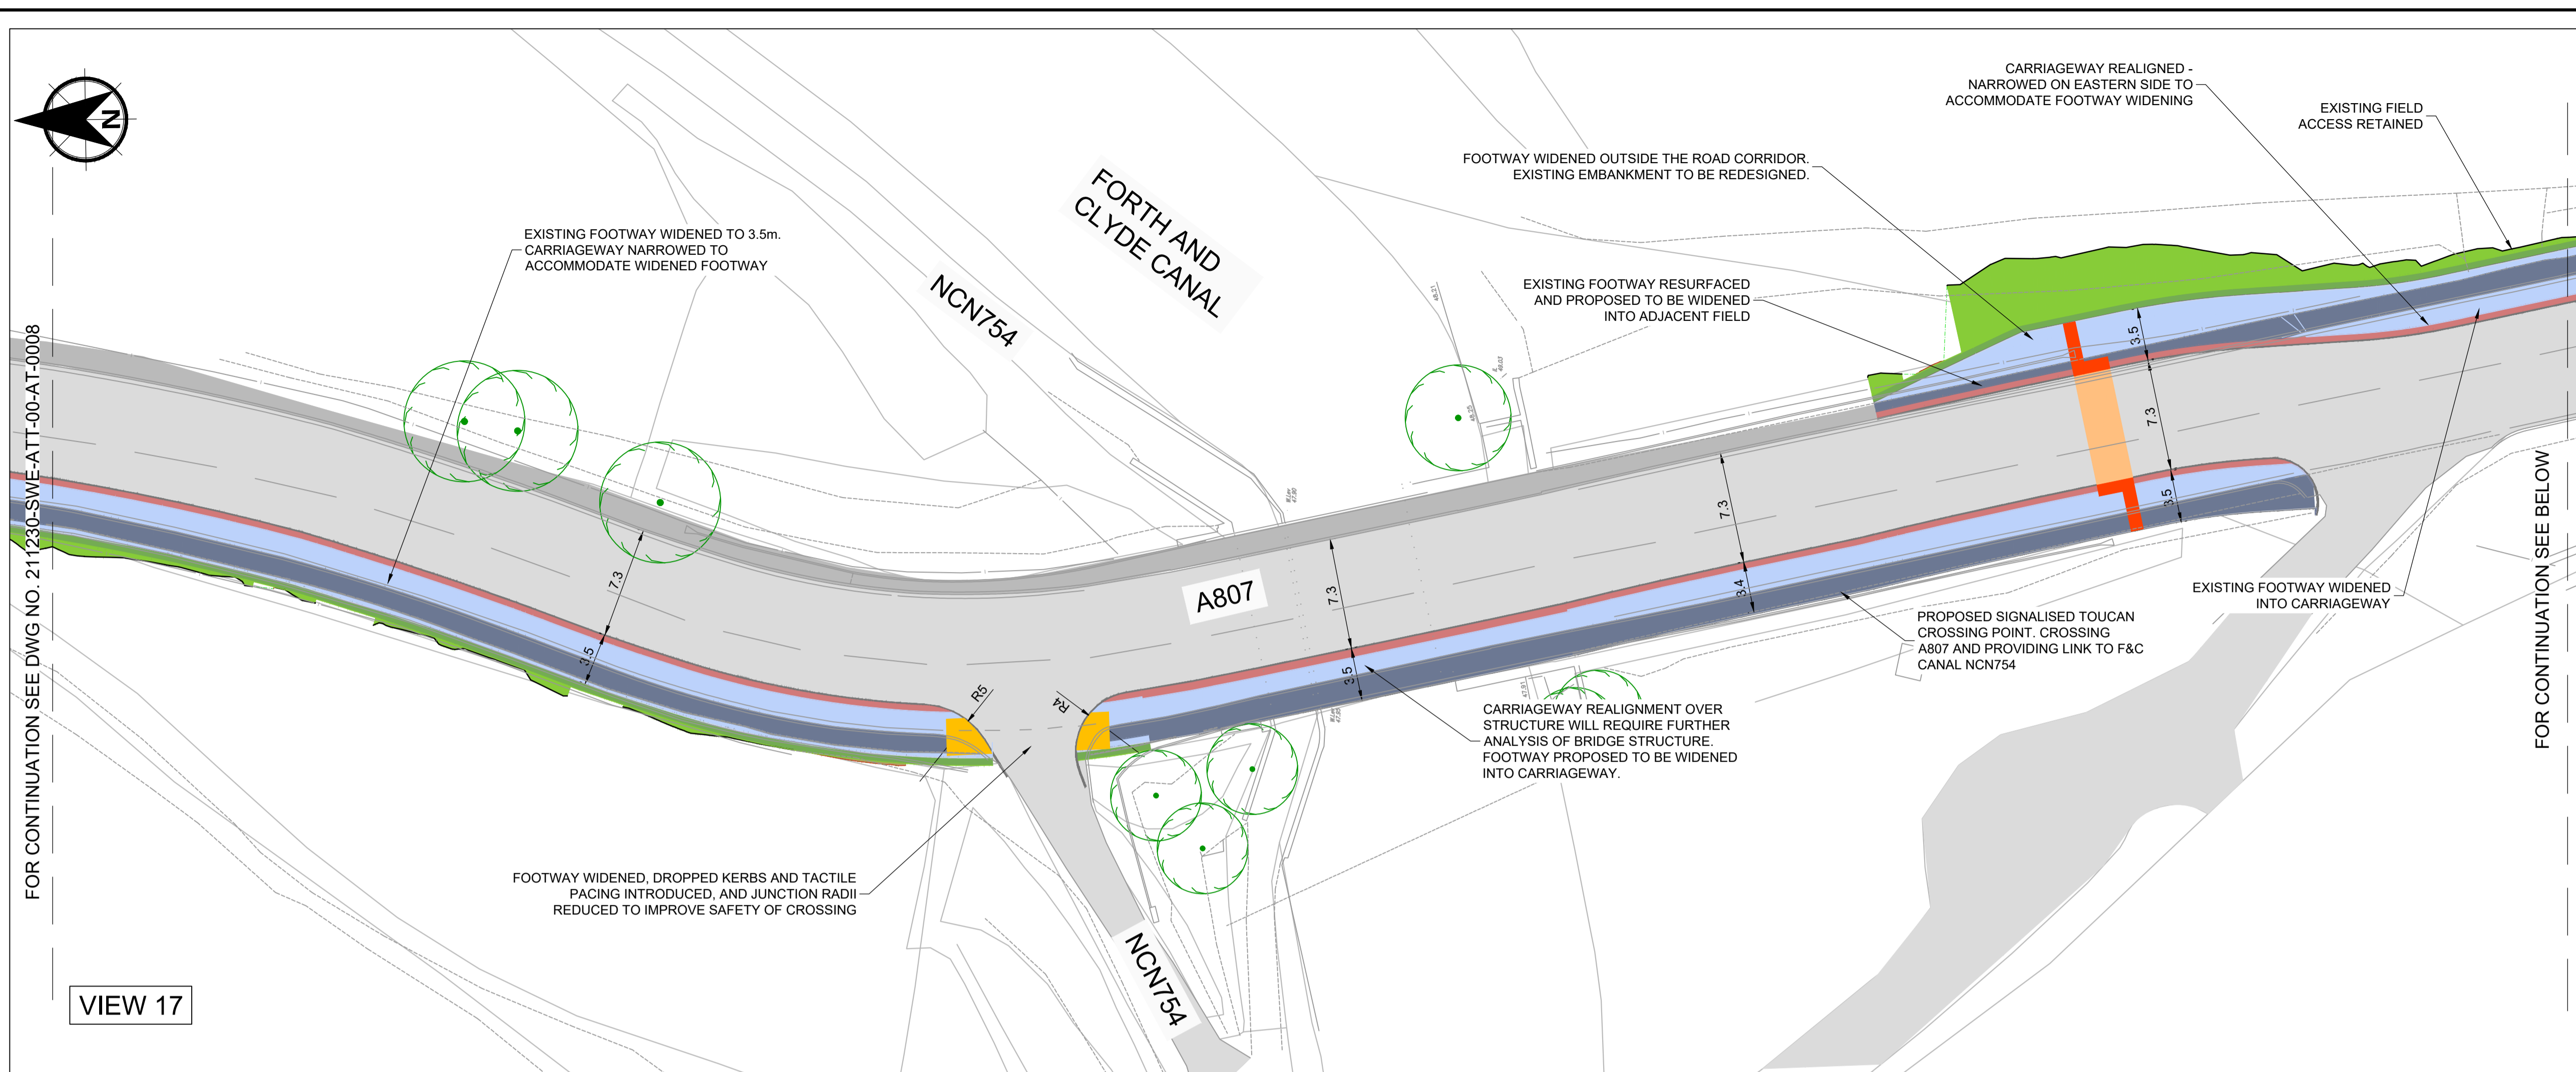 CARRIAGEWAY REALIGNED -
NARROWED ON EASTERN SIDE TO
ACCOMMODATE FOOTWAY WIDENING
EXISTING FIELD
ACCESS RETAINED
N
FOOTWAY WIDENED OUTSIDE THE ROAD CORRIDOR.
EXISTING EMBANKMENT TO BE REDESIGNED.
FORTH AND
CLYDE CANAL
EXISTING FOOTWAY WIDENED TO 3.5m.
CARRIAGEWAY NARROWED TO
ACCOMMODATE WIDENED FOOTWAY
NCN754
EXISTING FOOTWAY RESURFACED
AND PROPOSED TO BE WIDENED
INTO ADJACENT FIELD
3.5
7.3
3.5
7.3
3.4
7.3
3.5
7.3
3.5
A807
R5
R4
FOR CONTINUATION SEE DWG NO. 211230-SWE-ATT-00-AT-0008
FOR CONTINUATION SEE BELOW
EXISTING FOOTWAY WIDENED
INTO CARRIAGEWAY
PROPOSED SIGNALISED TOUCAN
CROSSING POINT. CROSSING
A807 AND PROVIDING LINK TO F&C
CANAL NCN754
CARRIAGEWAY REALIGNMENT OVER
STRUCTURE WILL REQUIRE FURTHER
ANALYSIS OF BRIDGE STRUCTURE.
FOOTWAY PROPOSED TO BE WIDENED
INTO CARRIAGEWAY.
FOOTWAY WIDENED, DROPPED KERBS AND TACTILE
PACING INTRODUCED, AND JUNCTION RADII
REDUCED TO IMPROVE SAFETY OF CROSSING
NCN754
VIEW 17